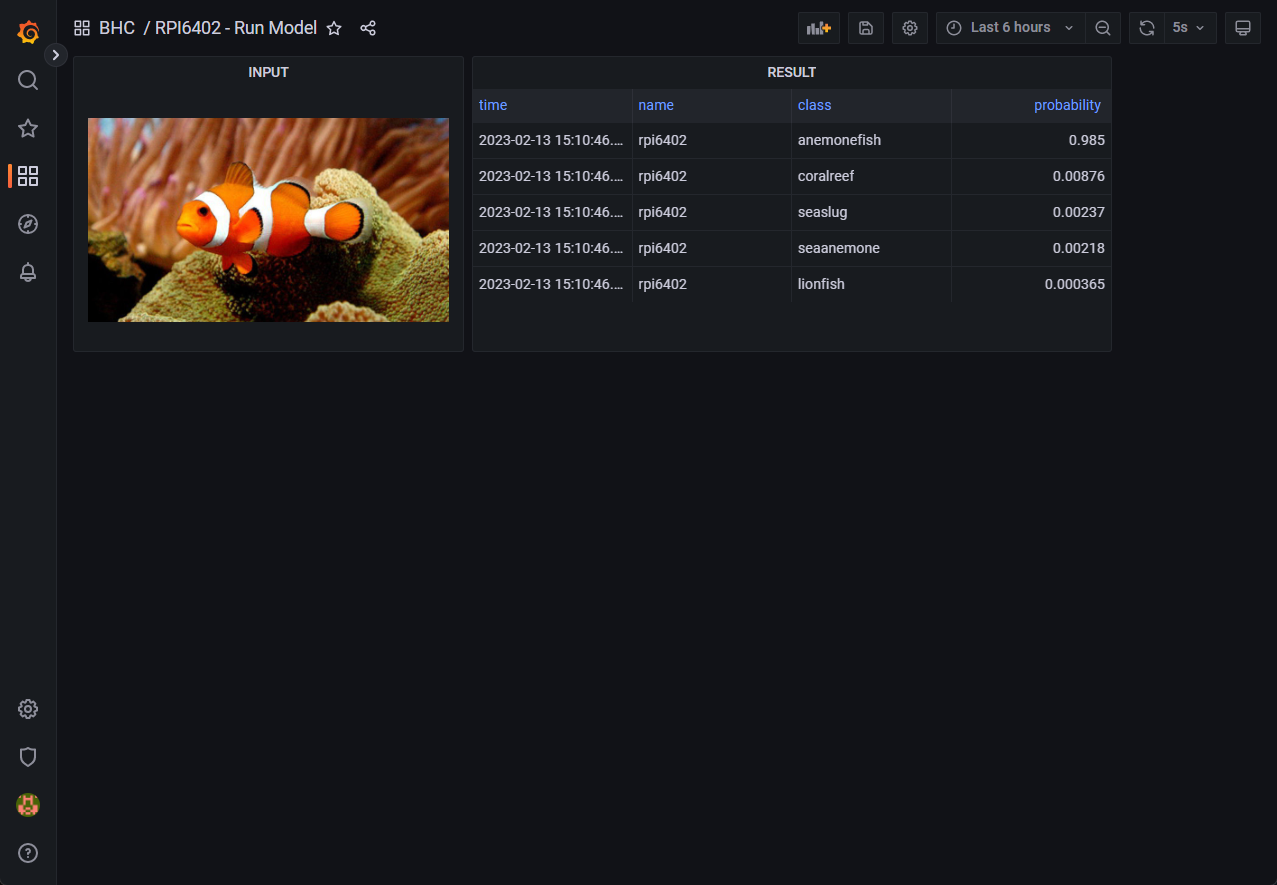 BHC / RPI6402 - Run Model
Last 6 hours
5s
INPUT
RESULT
time name class probability
2023-02-13 15:10:46.... rpi6402 anemonefish 0.985
2023-02-13 15:10:46.... rpi6402 coralreef 0.00876
2023-02-13 15:10:46.... rpi6402 seaslug 0.00237
2023-02-13 15:10:46.... rpi6402 seaanemone 0.00218
2023-02-13 15:10:46.... rpi6402 lionfish 0.000365